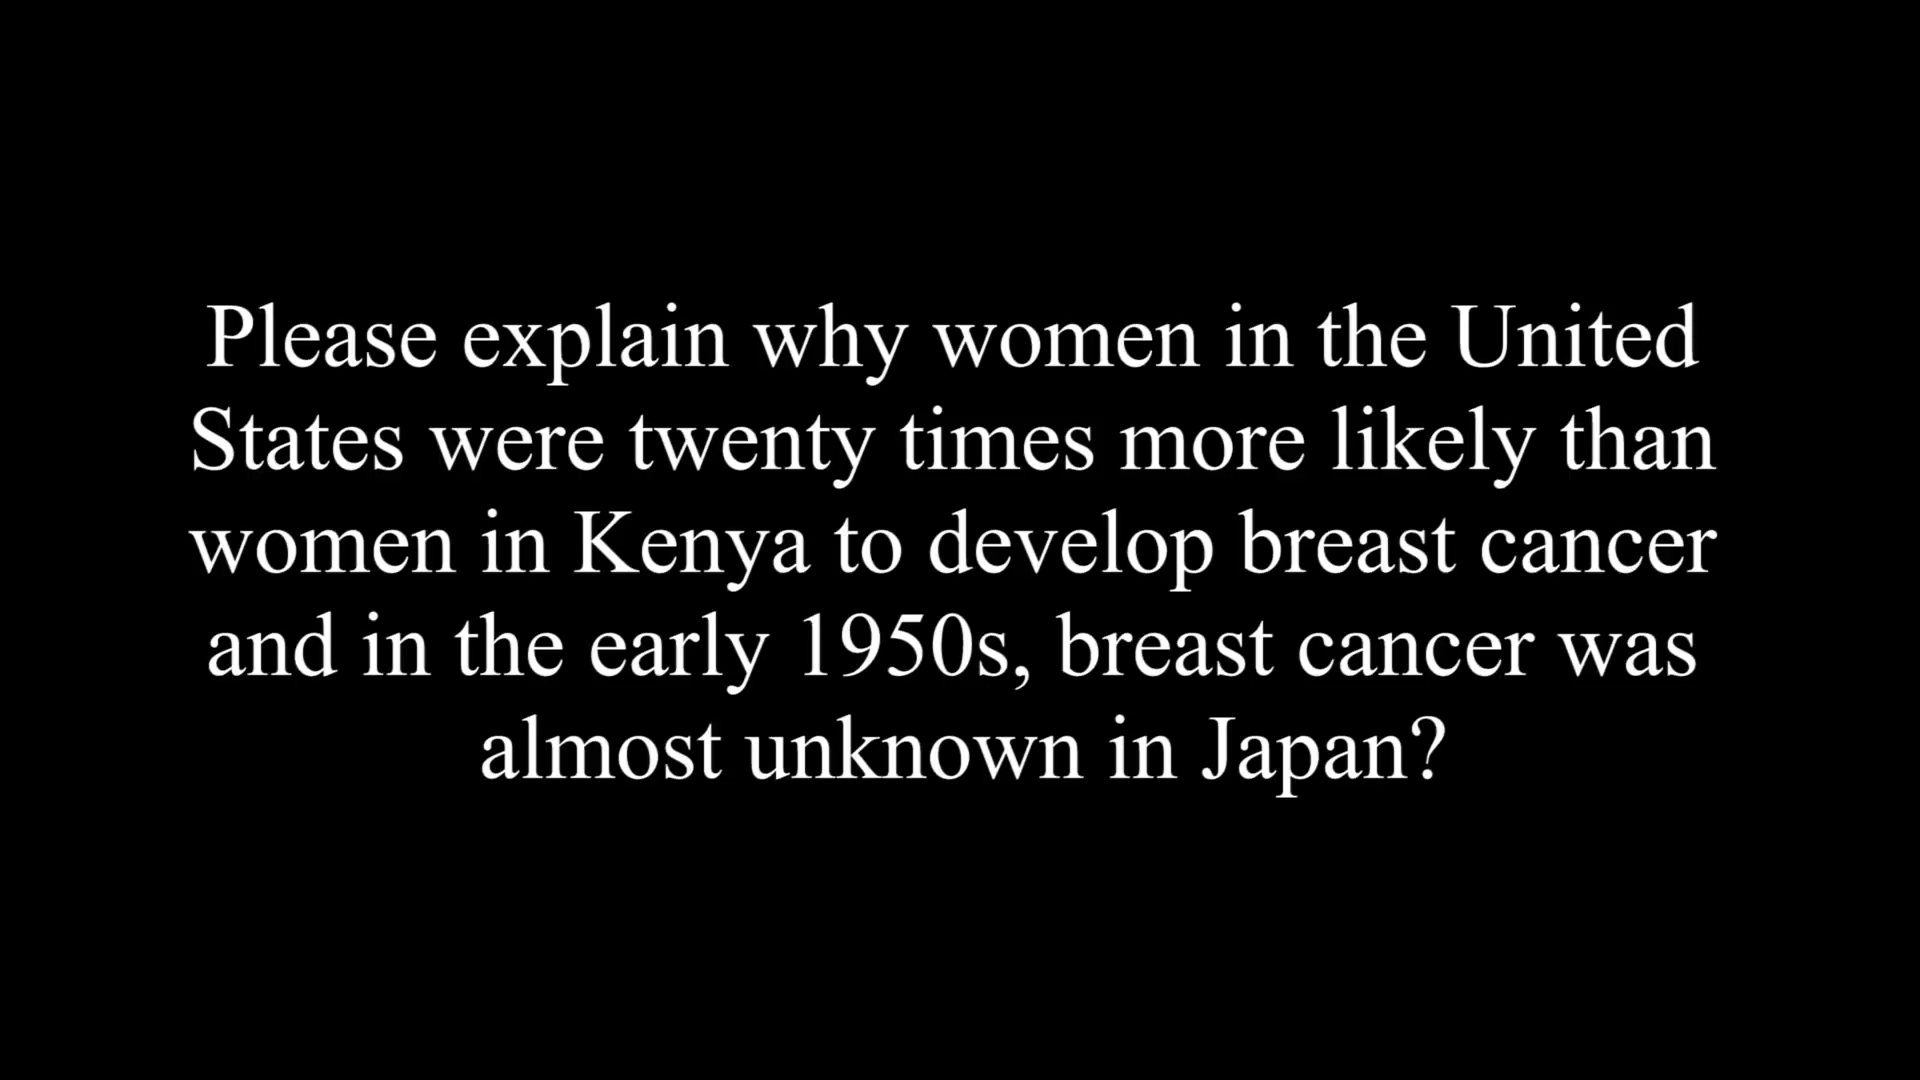 Please explain why women in the United
States were twenty times more likely than
women in Kenya to develop breast cancer
and in the early 1950s, breast cancer was
almost unknown in Japan?